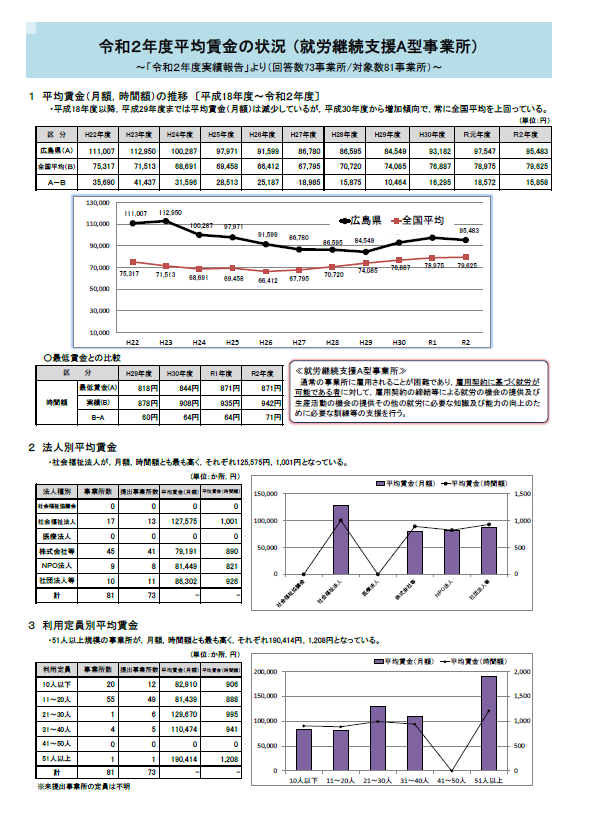 令和２年度平均賃金の状況（就労継続支援Ａ型事業所）
～「令和２年度実績報告」より（回答数73事業所/対象数81事業所）～
１　平均賃金（月額，時間額）の推移〔平成18年度～令和２年度〕
・平成18年度以降，平成29年度までは平均賃金（月額）は減少しているが，平成30年度から増加傾向で，常に全国平均を上回っている。
（単位：円）
区　分 H22年度 H23年度 H24年度 H25年度 H26年度 H27年度 H28年度 H29年度 H30年度 R元年度 R２年度
広島県（A） 111,007 112,950 100,287 97,971 91,599 86,780 86,595 84,549 93,182 97,547 95,483
全国平均（B） 75,317 71,513 68,691 69,458 66,412 67,795 70,720 74,085 76,887 78,975 79,625
A－B 35,690 41,437 31,596 28,513 25,187 18,985 15,875 10,464 16,295 18,572 15,858
130,000
110,000
90,000
70,000
50,000
30,000
10,000
広島県 全国平均
111,007 112,950 100,287 97,971 91,599 86,780 86,595 84,549 95,483
75,317 71,513 68,691 69,458 66,412 67,795 70,720 74,085 76,887 78,975 79,625
H22 H23 H24 H25 H26 H27 H28 H29 H30 R1 R2
〇最低賃金との比較
区　　分 H29年度 H30年度 R1年度 R２年度
時間額
最低賃金(A) 818円 844円 871円 871円
実績(B) 878円 908円 935円 942円
B-A 60円 64円 64円 71円
≪就労継続支援Ａ型事業所≫
通常の事業所に雇用されることが困難であり，雇用契約に基づく就労が
可能である者に対して，雇用契約の締結等による就労の機会の提供及び
生産活動の機会の提供その他の就労に必要な知識及び能力の向上のた
めに必要な訓練等の支援を行う。
２　法人別平均賃金
・社会福祉法人が，月額，時間額とも最も高く，それぞれ125,575円，1,001円となっている。
（単位：か所，円）
法人種別 事業所数 提出事業所数 平均賃金（月額） 平均賃金（時間額）
社会福祉協議会 0 0 0 0
社会福祉法人 17 13 127,575 1,001
医療法人 0 0 0 0
株式会社等 45 41 79,191 890
NPO法人 9 8 81,449 821
社団法人等 10 11 86,302 926
計 81 73 － －
平均賃金（月額） 平均賃金（時間額）
150,000
100,000
50,000
0
1,500
1,000
500
0
社会福祉協議会 社会福祉法人 医療法人 株式会社等 NPO法人 社団法人等
３　利用定員別平均賃金
・51人以上規模の事業所が，月額，時間額とも最も高く，それぞれ190,414円，1,208円となっている。
（単位：か所，円）
利用定員 事業所数 提出事業所数 平均賃金（月額） 平均賃金（時間額）
10人以下 20 12 82,910 906
11～20人 55 49 81,439 888
21～30人 1 6 129,670 995
31～40人 4 5 110,474 941
41～50人 0 0 0 0
51人以上 1 1 190,414 1,208
計 81 73 － －
※未提出事業所の定員は不明
平均賃金（月額） 平均賃金（時間額）
200,000
150,000
100,000
50,000
0
2,000
1,500
1,000
500
0
10人以下 11～20人 21～30人 31～40人 41～50人 51人以上